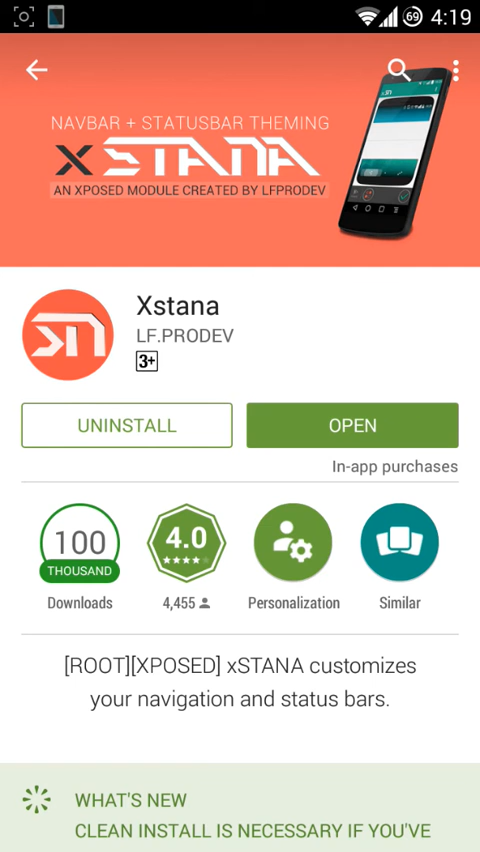 69 4:19
NAVBAR + STATUSBAR THEMING
XSTANA
AN XPOSED MODULE CREATED BY LFPRODEV
Xstana
LF.PRODEV
3+
UNINSTALL OPEN
In-app purchases
100 4.0
THOUSAND
Downloads 4,455 Personalization Similar
[ROOT][XPOSED] xSTANA customizes
your navigation and status bars.
WHAT'S NEW
CLEAN INSTALL IS NECESSARY IF YOU'VE